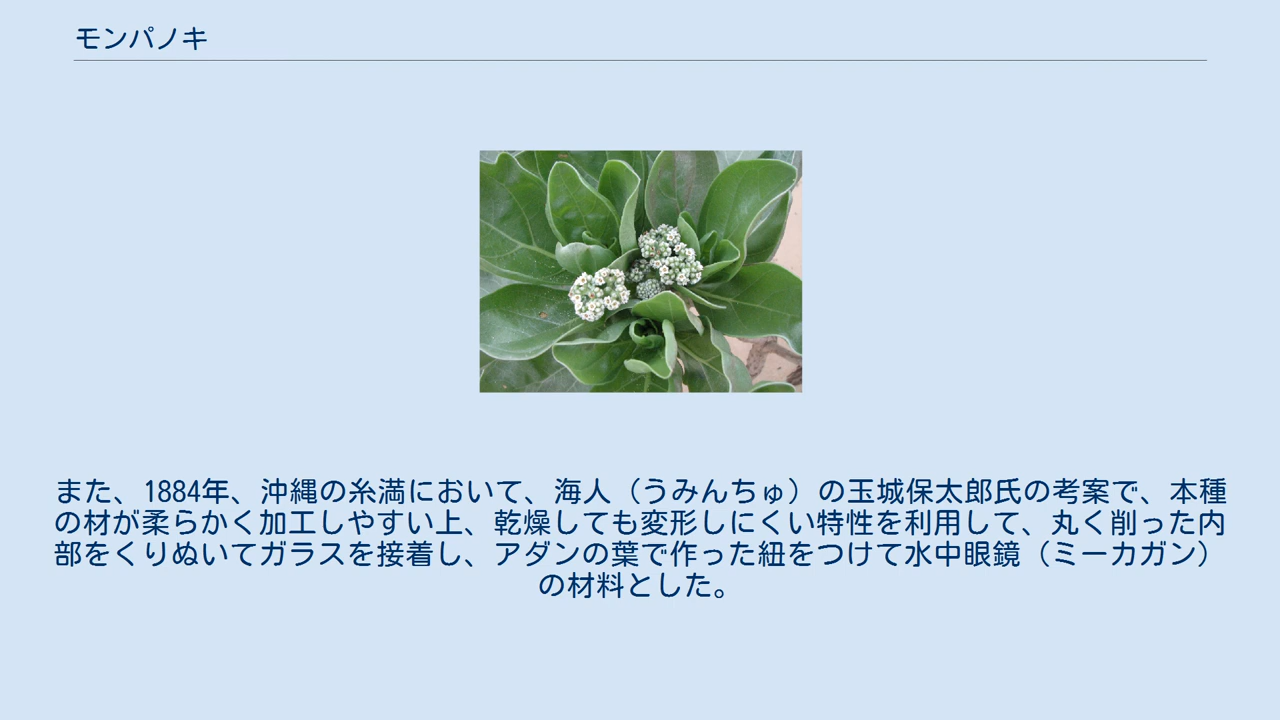 モンパノキ
また、1884年、沖縄の糸満において、海人（うみんちゅ）の玉城保太郎氏の考案で、本種
の材が柔らかく加工しやすい上、乾燥しても変形しにくい特性を利用して、丸く削った内
部をくりぬいてガラスを接着し、アダンの葉で作った紐をつけて水中眼鏡（ミーカガン）
の材料とした。